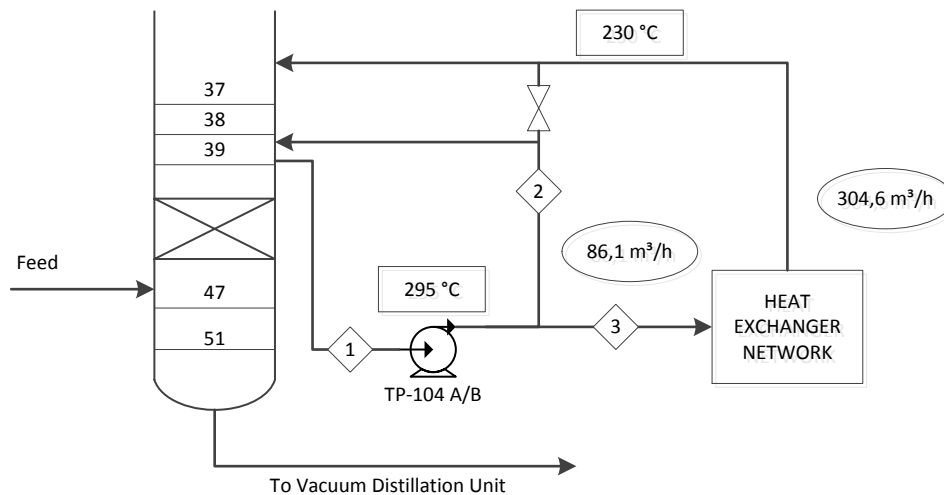 230 °C
37
38
39
2
304,6 m³/h
86,1 m³/h
Feed
295 °C
47
HEAT
EXCHANGER
NETWORK
51
1
3
TP-104 A/B
To Vacuum Distillation Unit